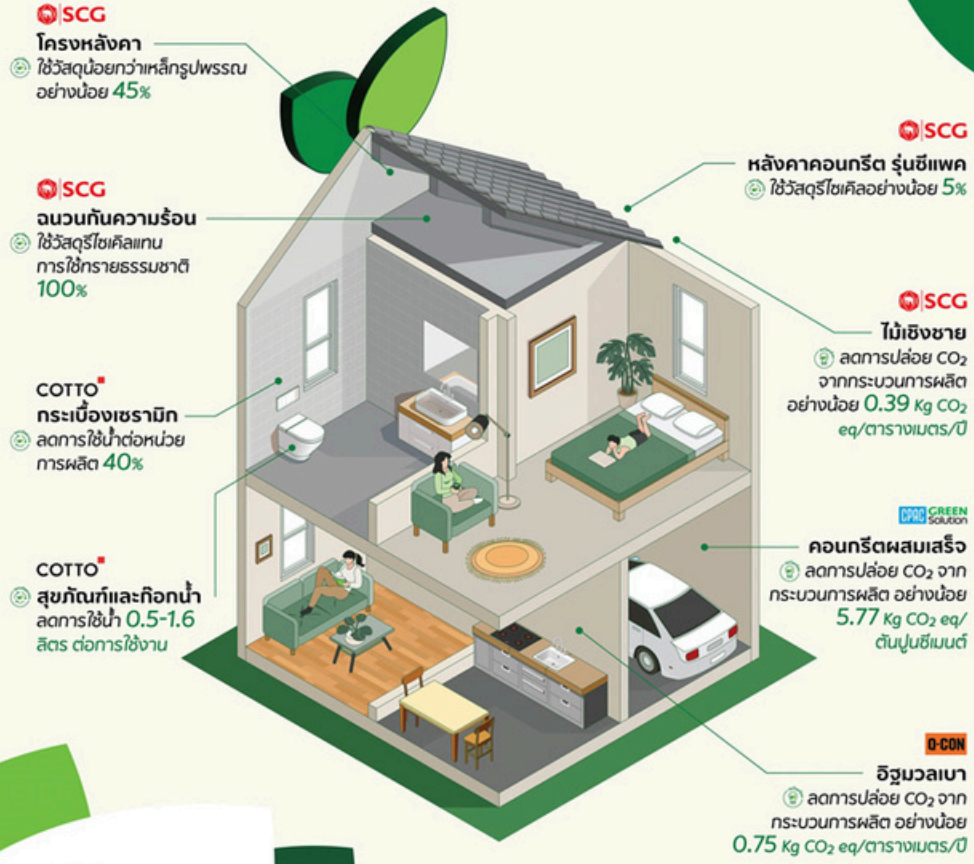 SCG
โครงหลังคา
ใช้วัสดุน้อยกว่าเหล็กรูปพรรณ
อย่างน้อย 45%
SCG
ฉนวนกันความร้อน
ใช้วัสดุรีไซเคิลแทน
การใช้ทรายธรรมชาติ
100%
COTTO
กระเบื้องเซรามิก
ลดการใช้น้ำต่อหน่วย
การผลิต 40%
COTTO
สุขภัณฑ์และก๊อกน้ำ
ลดการใช้น้ำ 0.5-1.6
ลิตร ต่อการใช้งาน
SCG
หลังคาคอนกรีต รุ่นซีแพค
ใช้วัสดุรีไซเคิลอย่างน้อย 5%
SCG
ไม้เชิงชาย
ลดการปล่อย CO₂
จากกระบวนการผลิต
อย่างน้อย 0.39 Kg CO₂
eq/ตารางเมตร/ปี
CPAC GREEN
Solution
คอนกรีตผสมเสร็จ
ลดการปล่อย CO₂ จาก
กระบวนการผลิต อย่างน้อย
5.77 Kg CO₂ eq/
ตันปูนซีเมนต์
Q-CON
อิฐมวลเบา
ลดการปล่อย CO₂ จาก
กระบวนการผลิต อย่างน้อย
0.75 Kg CO₂ eq/ตารางเมตร/ปี